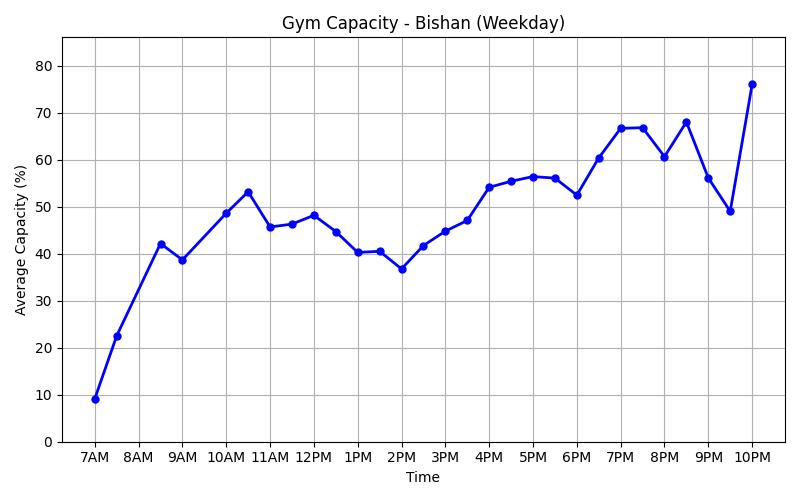 Gym Capacity - Bishan (Weekday)
Average Capacity (%)
80
70
60
50
40
30
20
10
0
7AM 8AM 9AM 10AM 11AM 12PM 1PM 2PM 3PM 4PM 5PM 6PM 7PM 8PM 9PM 10PM
Time